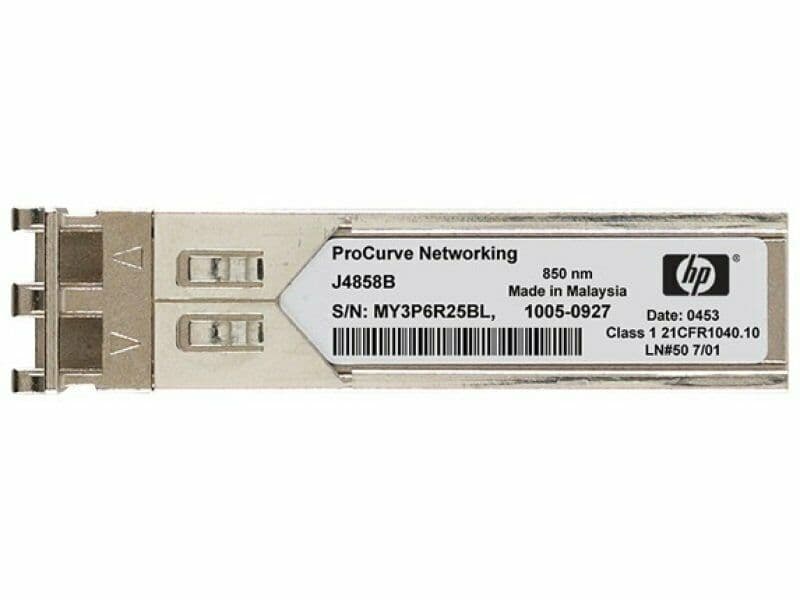 ProCurve Networking
J4858B
S/N: MY3P6R25BL,
850 nm
Made in Malaysia
1005-0927
hp®
Date: 0453
Class 1 21CFR1040.10
LN#50 7/01